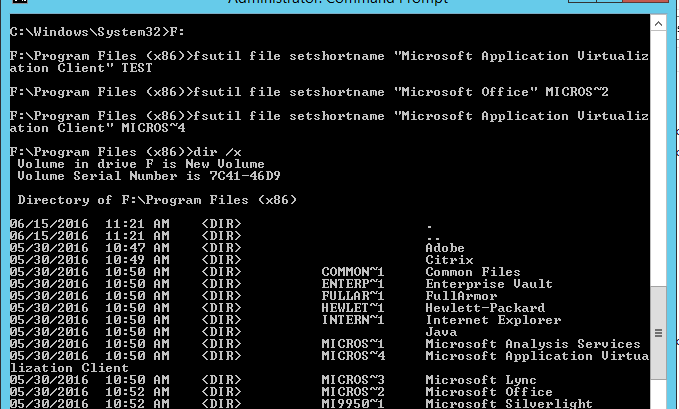 Administrator: Command Prompt
C:\Windows\System32>F:
F:\Program Files (x86)>fsutil file setshortname "Microsoft Application Virtualiz
ation Client" TEST
F:\Program Files (x86)>fsutil file setshortname "Microsoft Office" MICROS~2
F:\Program Files (x86)>fsutil file setshortname "Microsoft Application Virtualiz
ation Client" MICROS~4
F:\Program Files (x86)>dir /x
Volume in drive F is New Volume
Volume Serial Number is 7C41-46D9
Directory of F:\Program Files (x86)
06/15/2016 11:21 AM <DIR> .
06/15/2016 11:21 AM <DIR> ..
05/30/2016 10:47 AM <DIR> Adobe
05/30/2016 10:49 AM <DIR> Citrix
05/30/2016 10:50 AM <DIR> COMMON~1 Common Files
05/30/2016 10:50 AM <DIR> ENTERP~1 Enterprise Vault
05/30/2016 10:50 AM <DIR> FULLAR~1 FullArmor
05/30/2016 10:50 AM <DIR> HEWLET~1 Hewlett-Packard
05/30/2016 10:50 AM <DIR> INTERN~1 Internet Explorer
05/30/2016 10:50 AM <DIR> Java
05/30/2016 10:50 AM <DIR> MICROS~1 Microsoft Analysis Services
05/30/2016 10:50 AM <DIR> MICROS~4 Microsoft Application Virtua
lization Client
05/30/2016 10:50 AM <DIR> MICROS~3 Microsoft Lync
05/30/2016 10:52 AM <DIR> MICROS~2 Microsoft Office
05/30/2016 10:52 AM <DIR> MI9950~1 Microsoft Silverlight